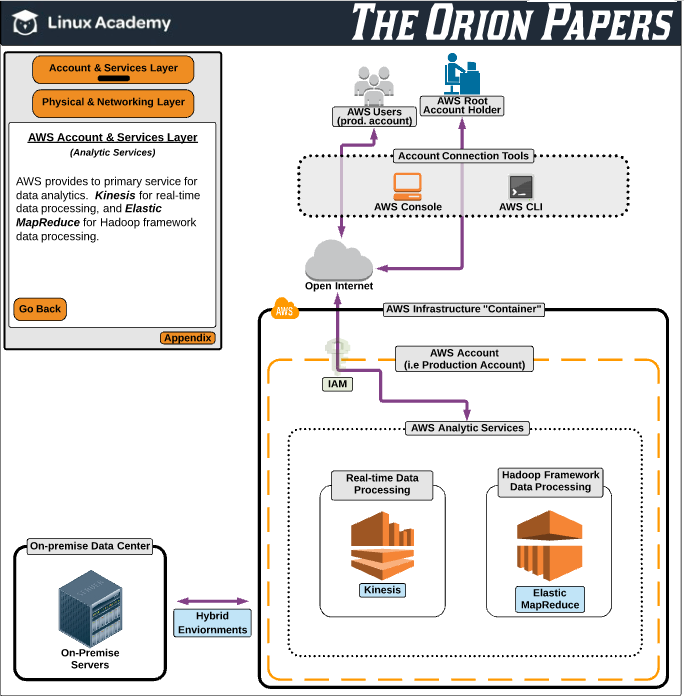 Linux Academy
THE ORION PAPERS
Account & Services Layer
Physical & Networking Layer
AWS Account & Services Layer
(Analytic Services)
AWS provides to primary service for
data analytics. Kinesis for real-time
data processing, and Elastic
MapReduce for Hadoop framework
data processing.
Go Back
Appendix
AWS Users
(prod. account)
AWS Root
Account Holder
Account Connection Tools
AWS Console
AWS CLI
Open Internet
AWS
AWS Infrastructure "Container"
AWS Account
(i.e Production Account)
IAM
AWS Analytic Services
Real-time Data
Processing
Kinesis
Hadoop Framework
Data Processing
Elastic
MapReduce
On-premise Data Center
On-Premise
Servers
Hybrid
Enviornments